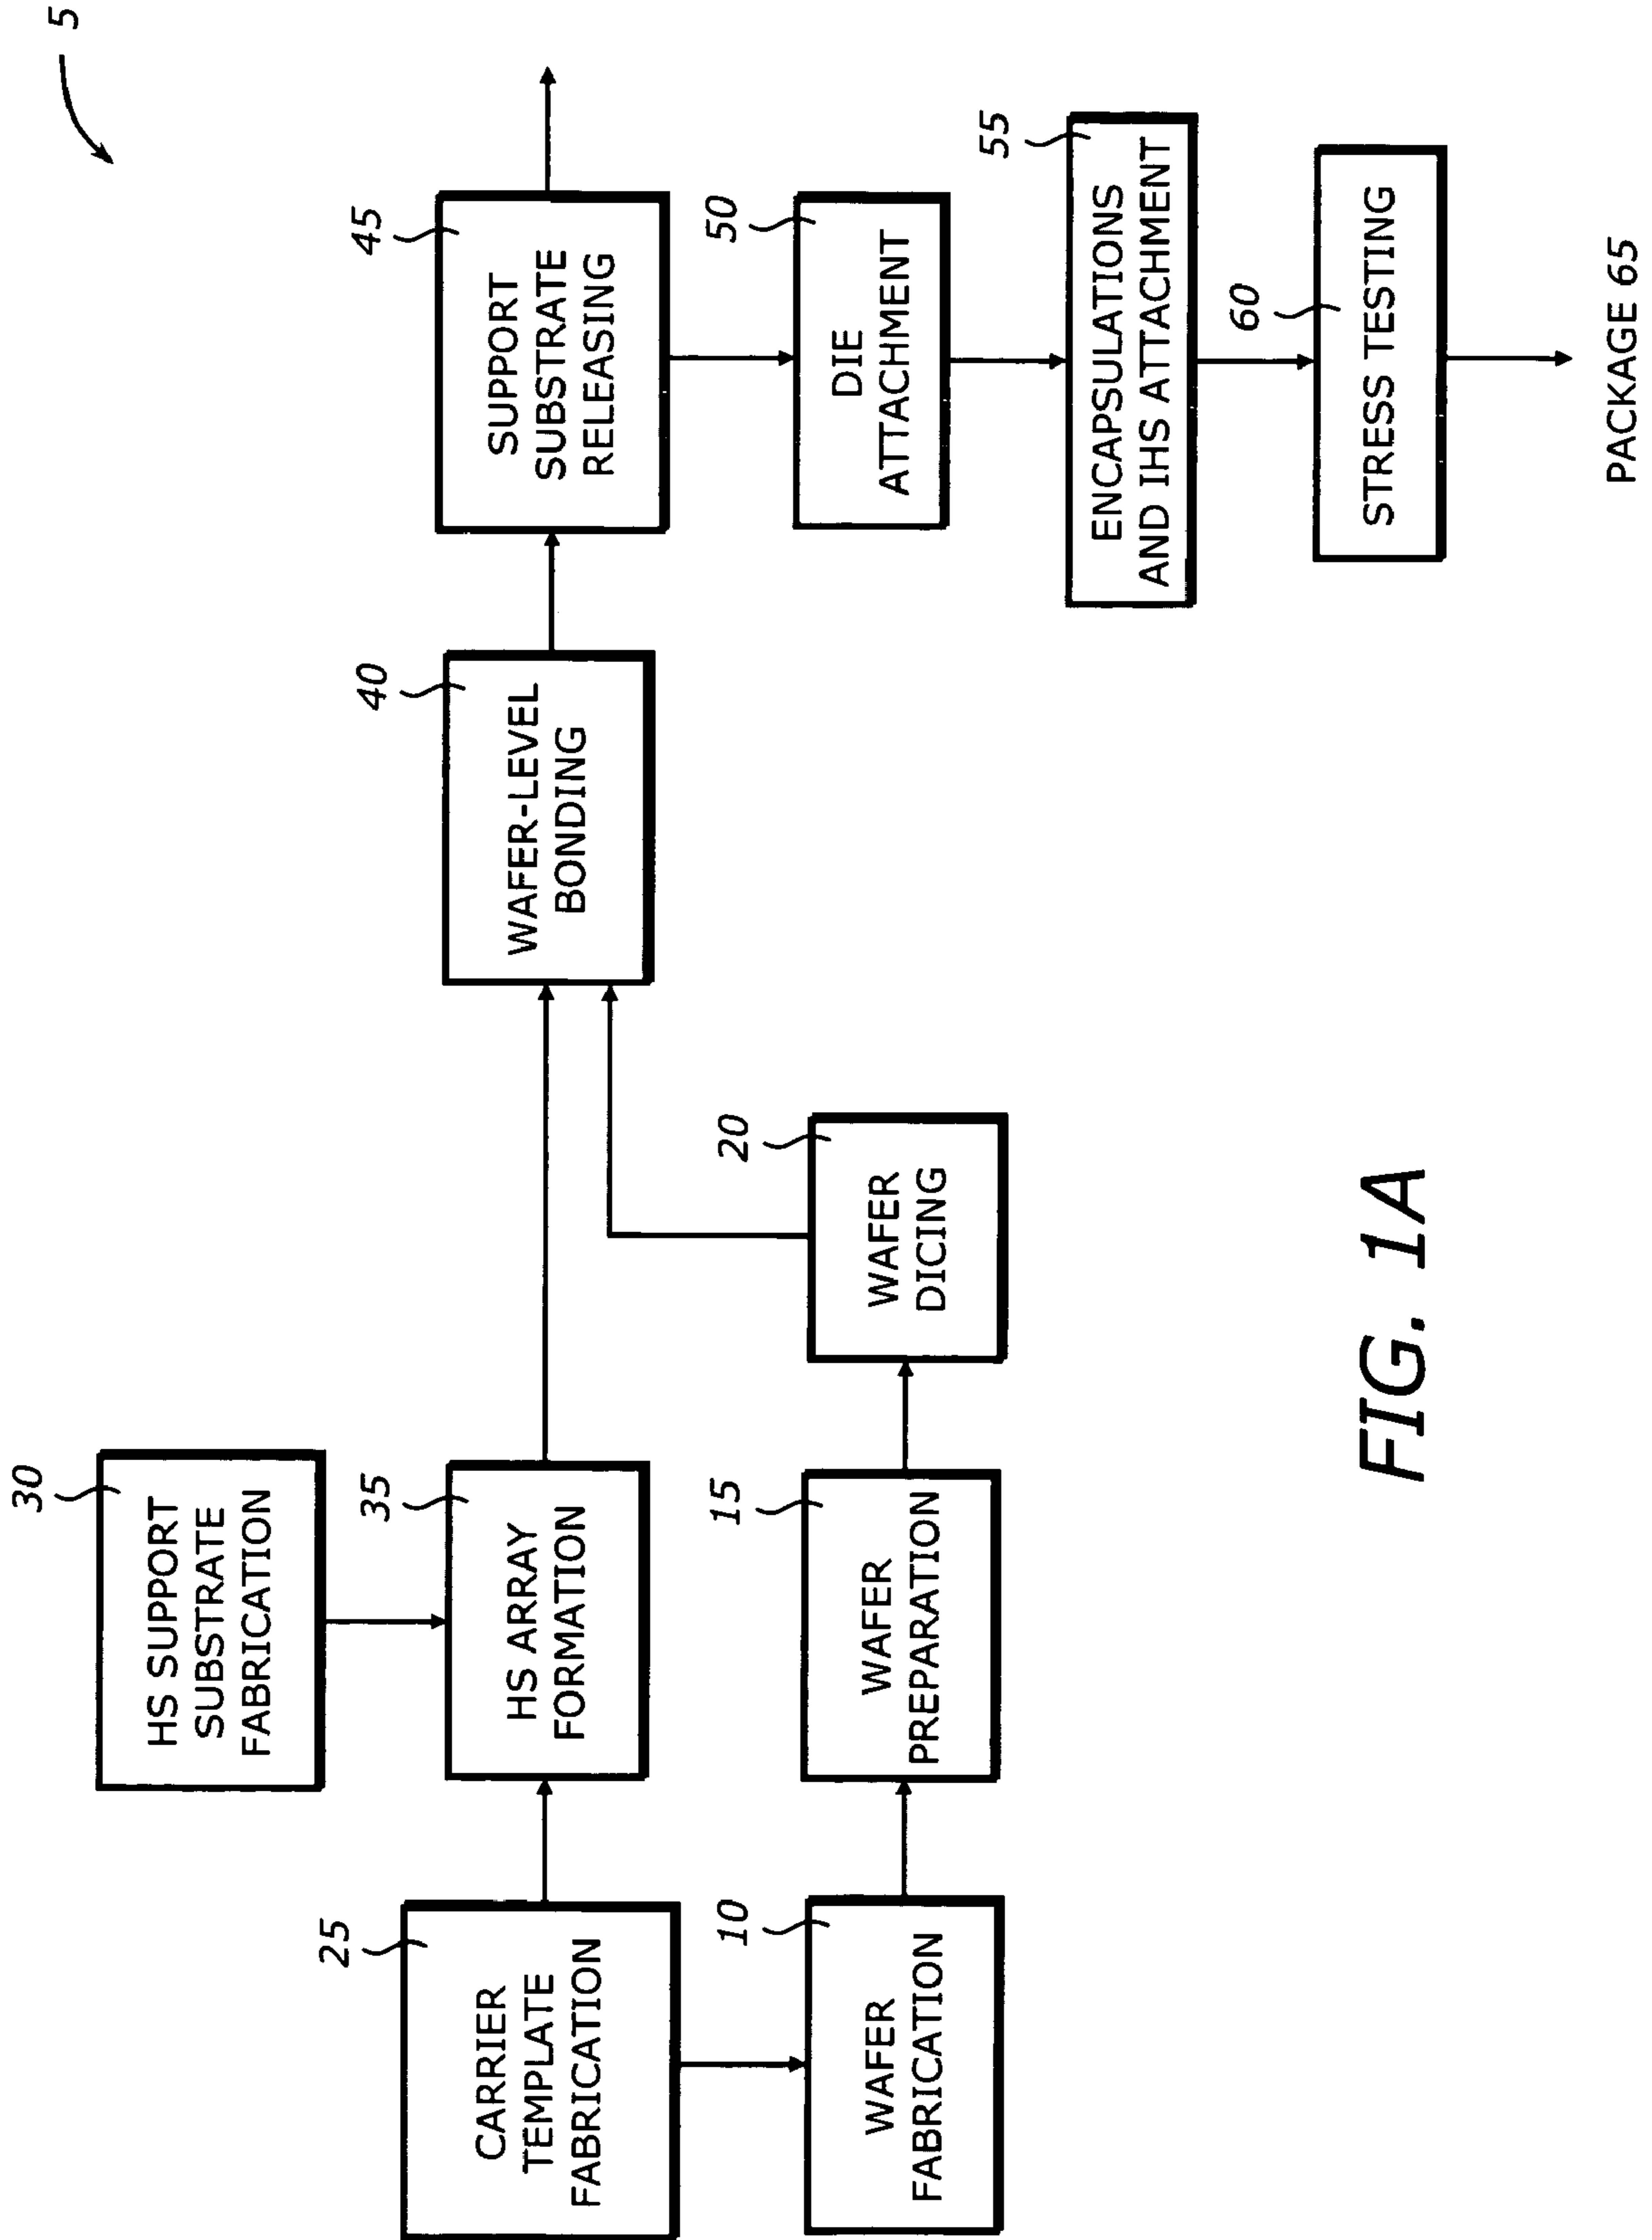 30
5
HS SUPPORT
SUBSTRATE
FABRICATION
25
35
40
45
CARRIER
TEMPLATE
FABRICATION
HS ARRAY
FORMATION
WAFER-LEVEL
BONDING
SUPPORT
SUBSTRATE
RELEASING
10
15
20
50
WAFER
FABRICATION
WAFER
PREPARATION
WAFER
DICING
DIE
ATTACHMENT
55
ENCAPSULATIONS
AND IHS ATTACHMENT
60
STRESS TESTING
PACKAGE 65
FIG. 1A